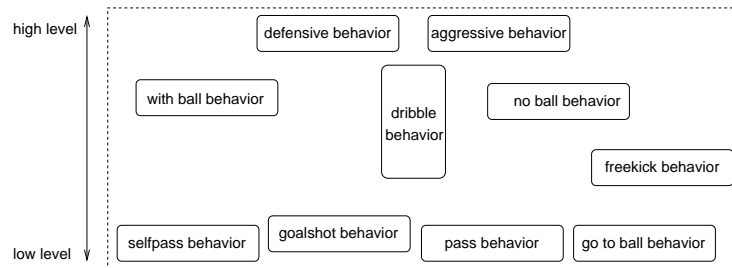 high level
defensive behavior
aggressive behavior
with ball behavior
dribble
behavior
no ball behavior
freekick behavior
low level
selfpass behavior
goalshot behavior
pass behavior
go to ball behavior